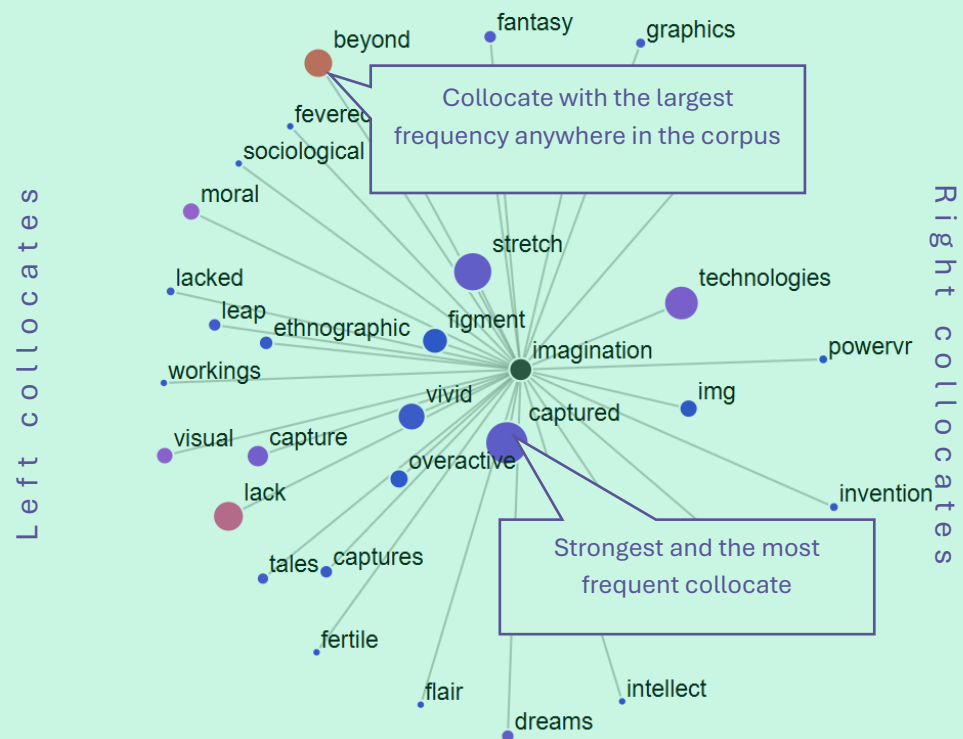 fantasy
graphics
beyond
Collocate with the largest
frequency anywhere in the corpus
fevered
sociological
moral
Left collocates
Right collocates
stretch
technologies
lacked
leap
ethnographic
figment
imagination
powervr
workings
vivid
captured
img
visual
capture
overactive
lack
invention
Strongest and the most
frequent collocate
tales
captures
fertile
flair
intellect
dreams